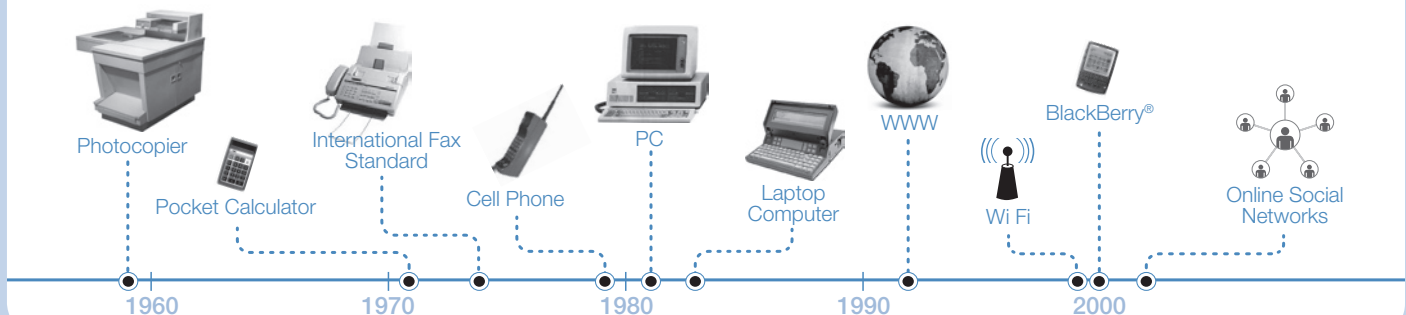 Photocopier
Pocket Calculator
International Fax
Standard
Cell Phone
PC
Laptop
Computer
WWW
Wi Fi
BlackBerry®
Online Social
Networks
1960
1970
1980
1990
2000